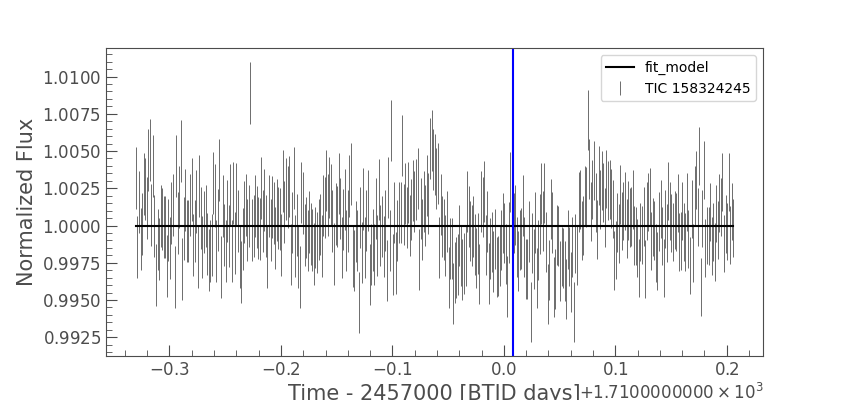 fit_model
TIC 158324245
Normalized Flux
1.0100
1.0075
1.0050
1.0025
1.0000
0.9975
0.9950
0.9925
−0.3 −0.2 −0.1 0.0 0.1 0.2
Time - 2457000 [BTJD days]
+1.7100000000 × 10³